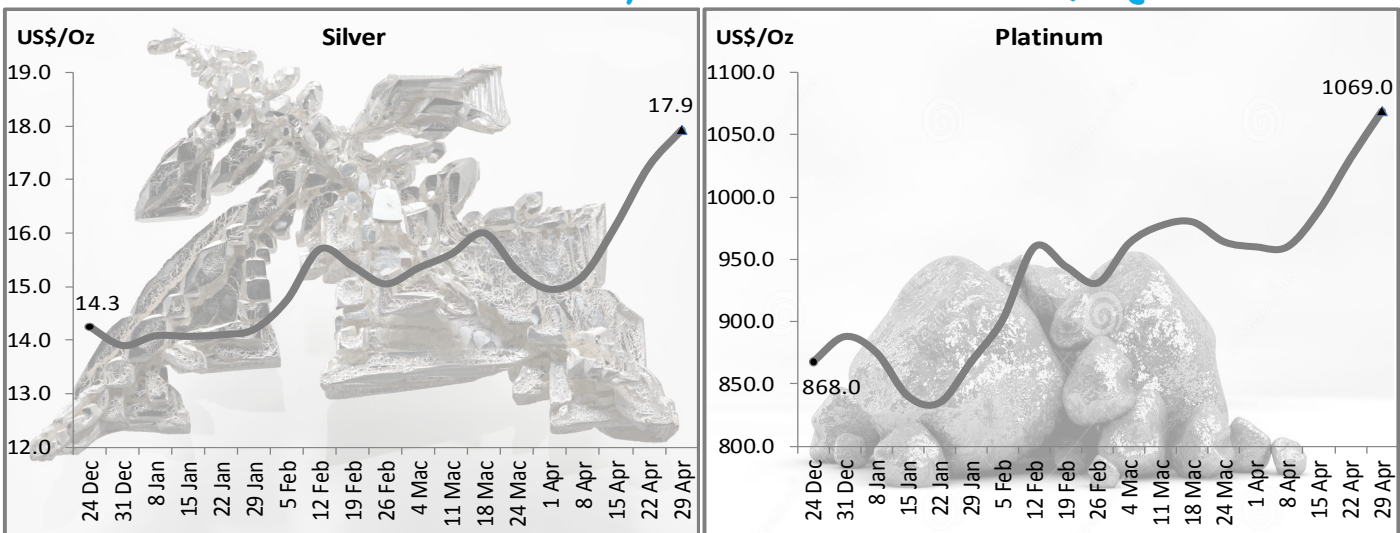 US$/Oz
Silver
19.0
18.0
17.0
16.0
15.0
14.0
13.0
12.0
14.3
17.9
24 Dec
31 Dec
8 Jan
15 Jan
22 Jan
29 Jan
5 Feb
12 Feb
19 Feb
26 Feb
4 Mac
11 Mac
18 Mac
24 Mac
1 Apr
8 Apr
15 Apr
22 Apr
29 Apr
US$/Oz
Platinum
1100.0
1050.0
1000.0
950.0
900.0
850.0
800.0
868.0
1069.0
24 Dec
31 Dec
8 Jan
15 Jan
22 Jan
29 Jan
5 Feb
12 Feb
19 Feb
26 Feb
4 Mac
11 Mac
18 Mac
24 Mac
1 Apr
8 Apr
15 Apr
22 Apr
29 Apr